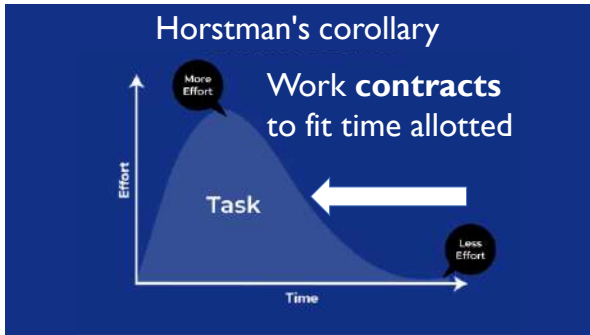 Horstman's corollary
More
Effort
Work contracts
to fit time allotted
Effort
Task
Less
Effort
Time